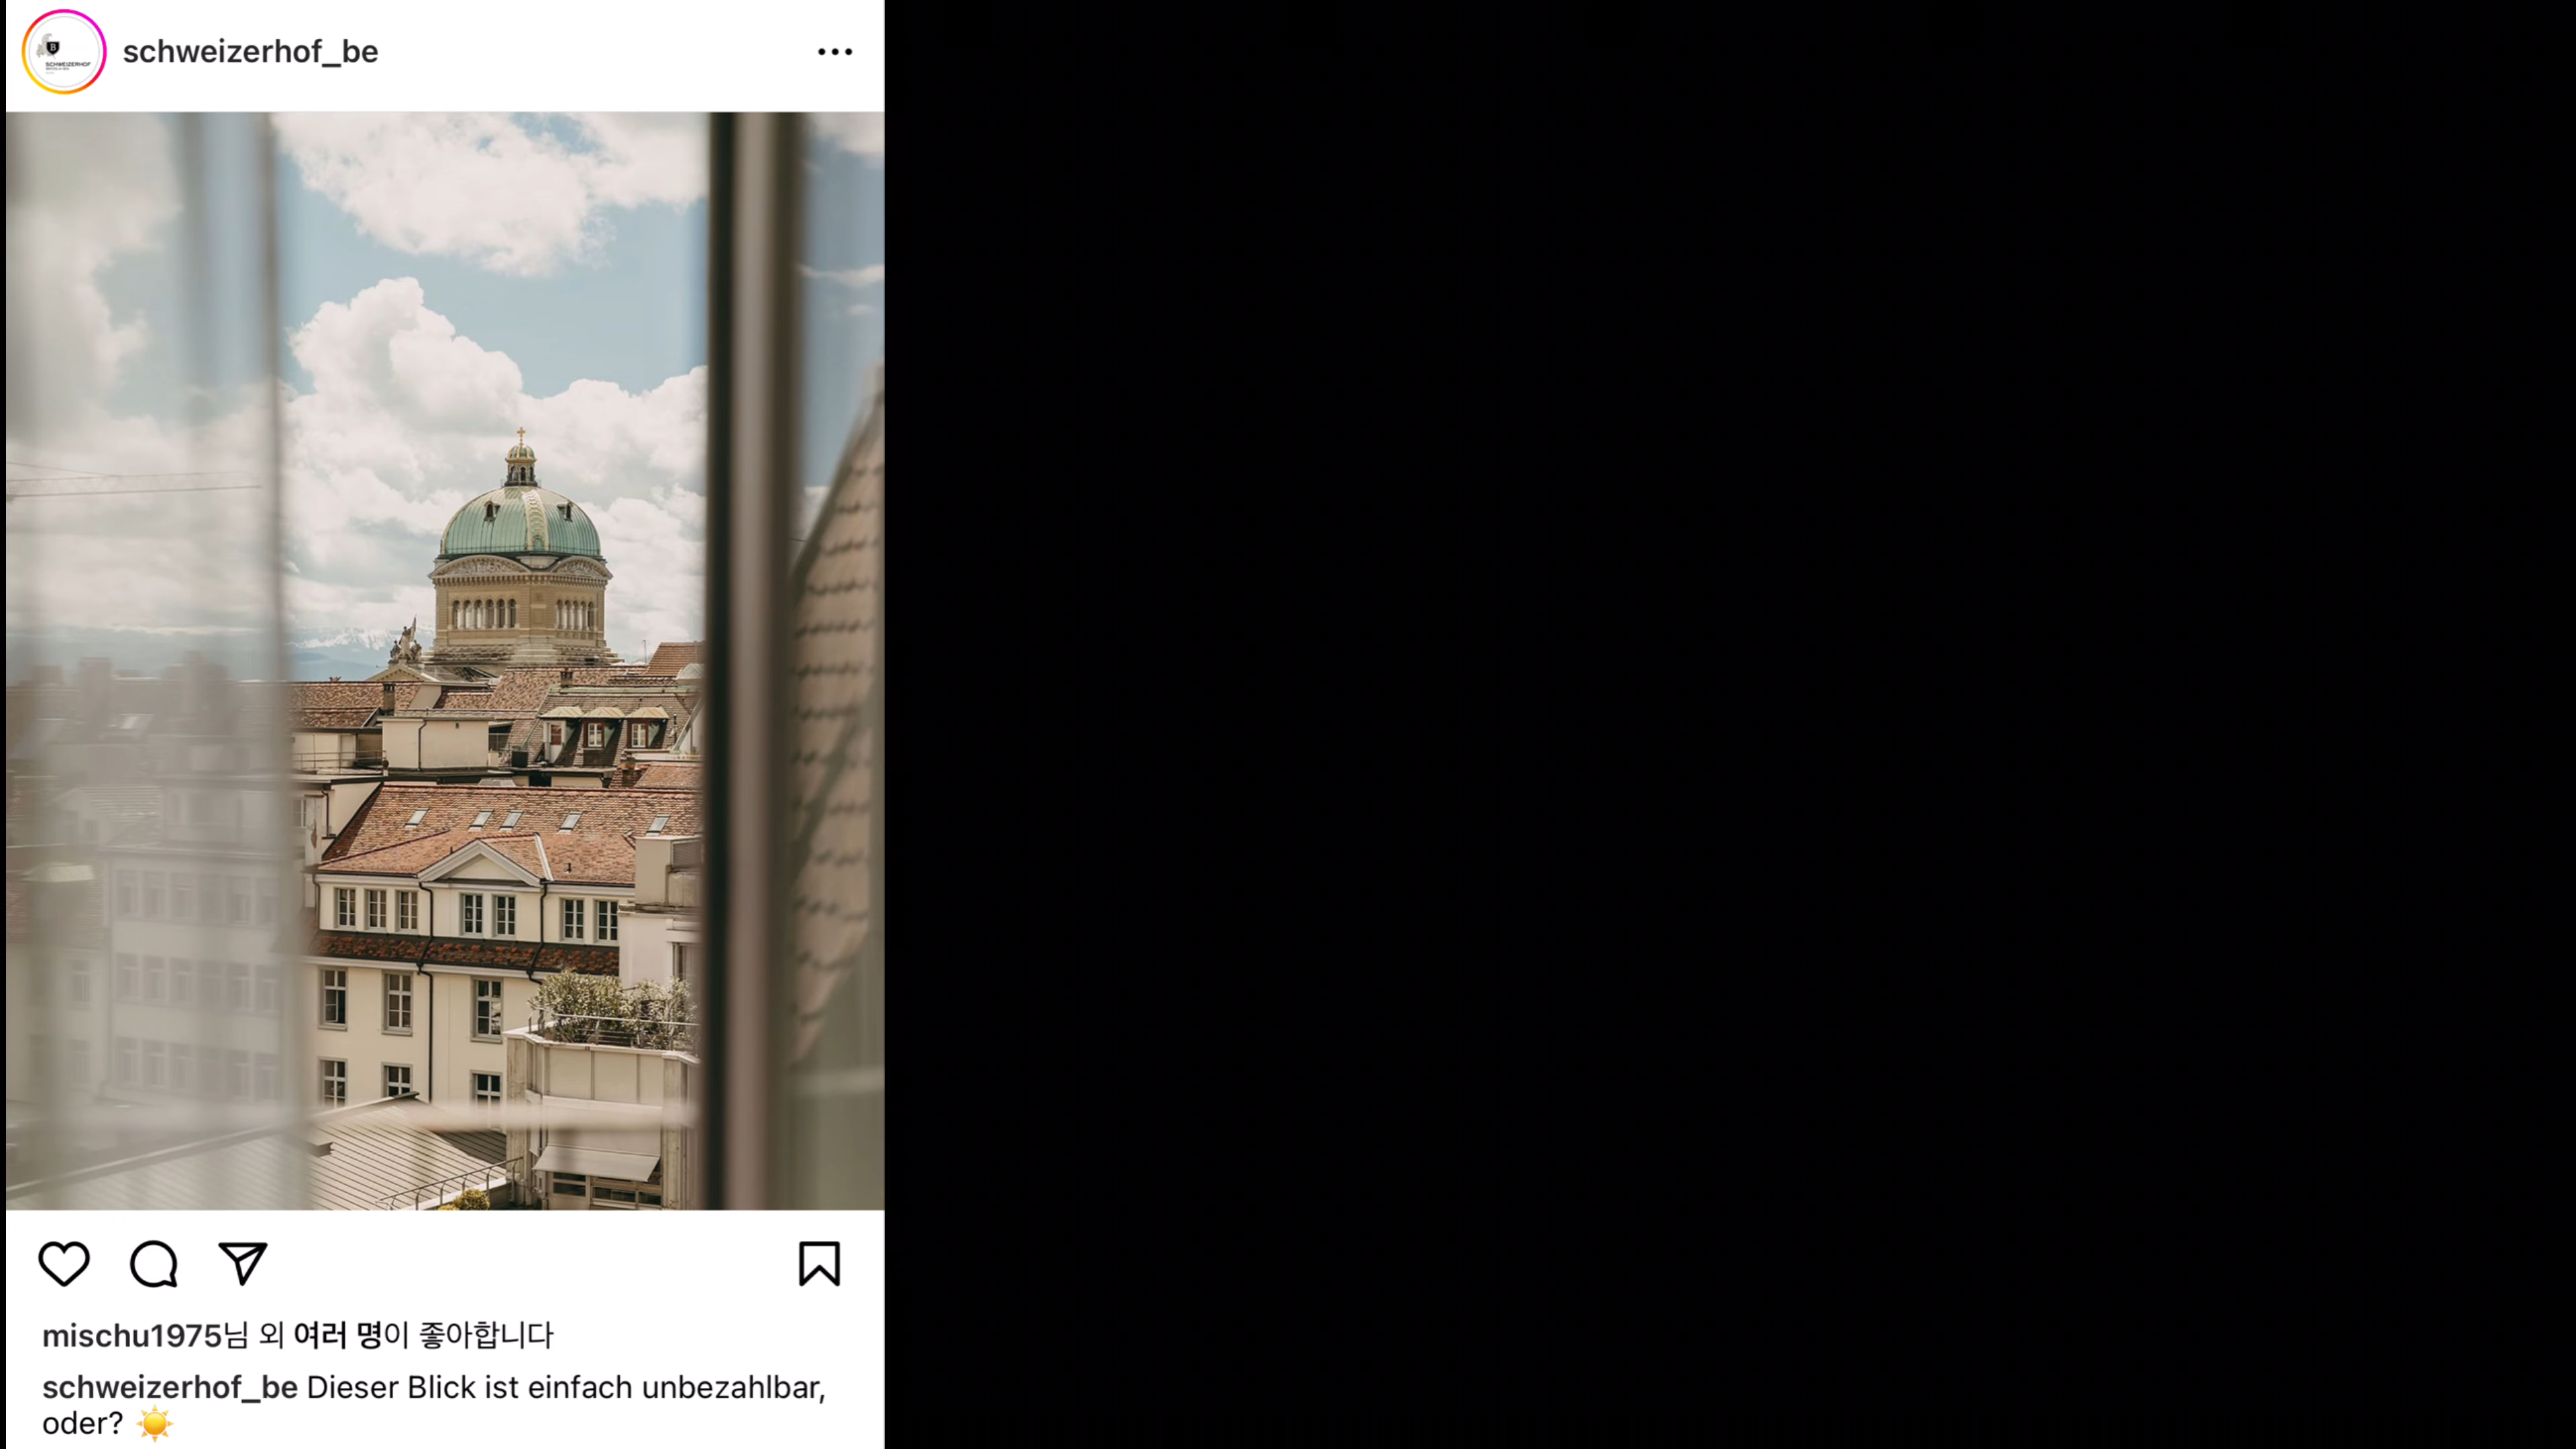 schweizerhof_be
B
SCHWEIZERHOF
mischu1975님 외 여러 명이 좋아합니다
schweizerhof_be Dieser Blick ist einfach unbezahlbar,
oder? ☀️